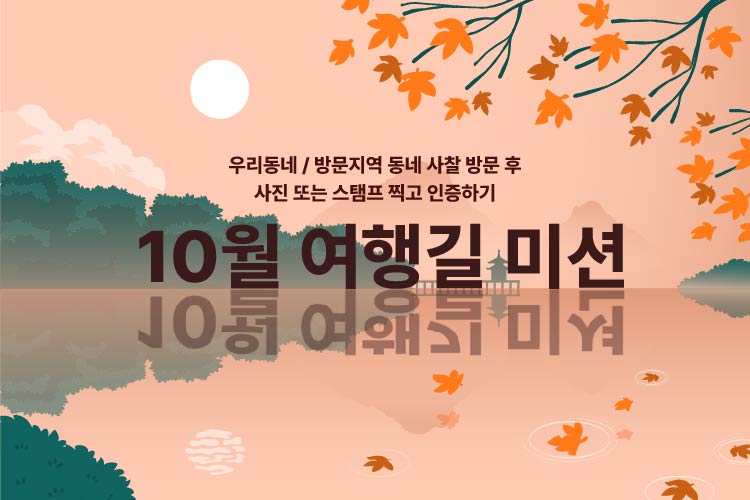 우리동네 / 방문지역 동네 사찰 방문 후
사진 또는 스탬프 찍고 인증하기
10월 여행길 미션